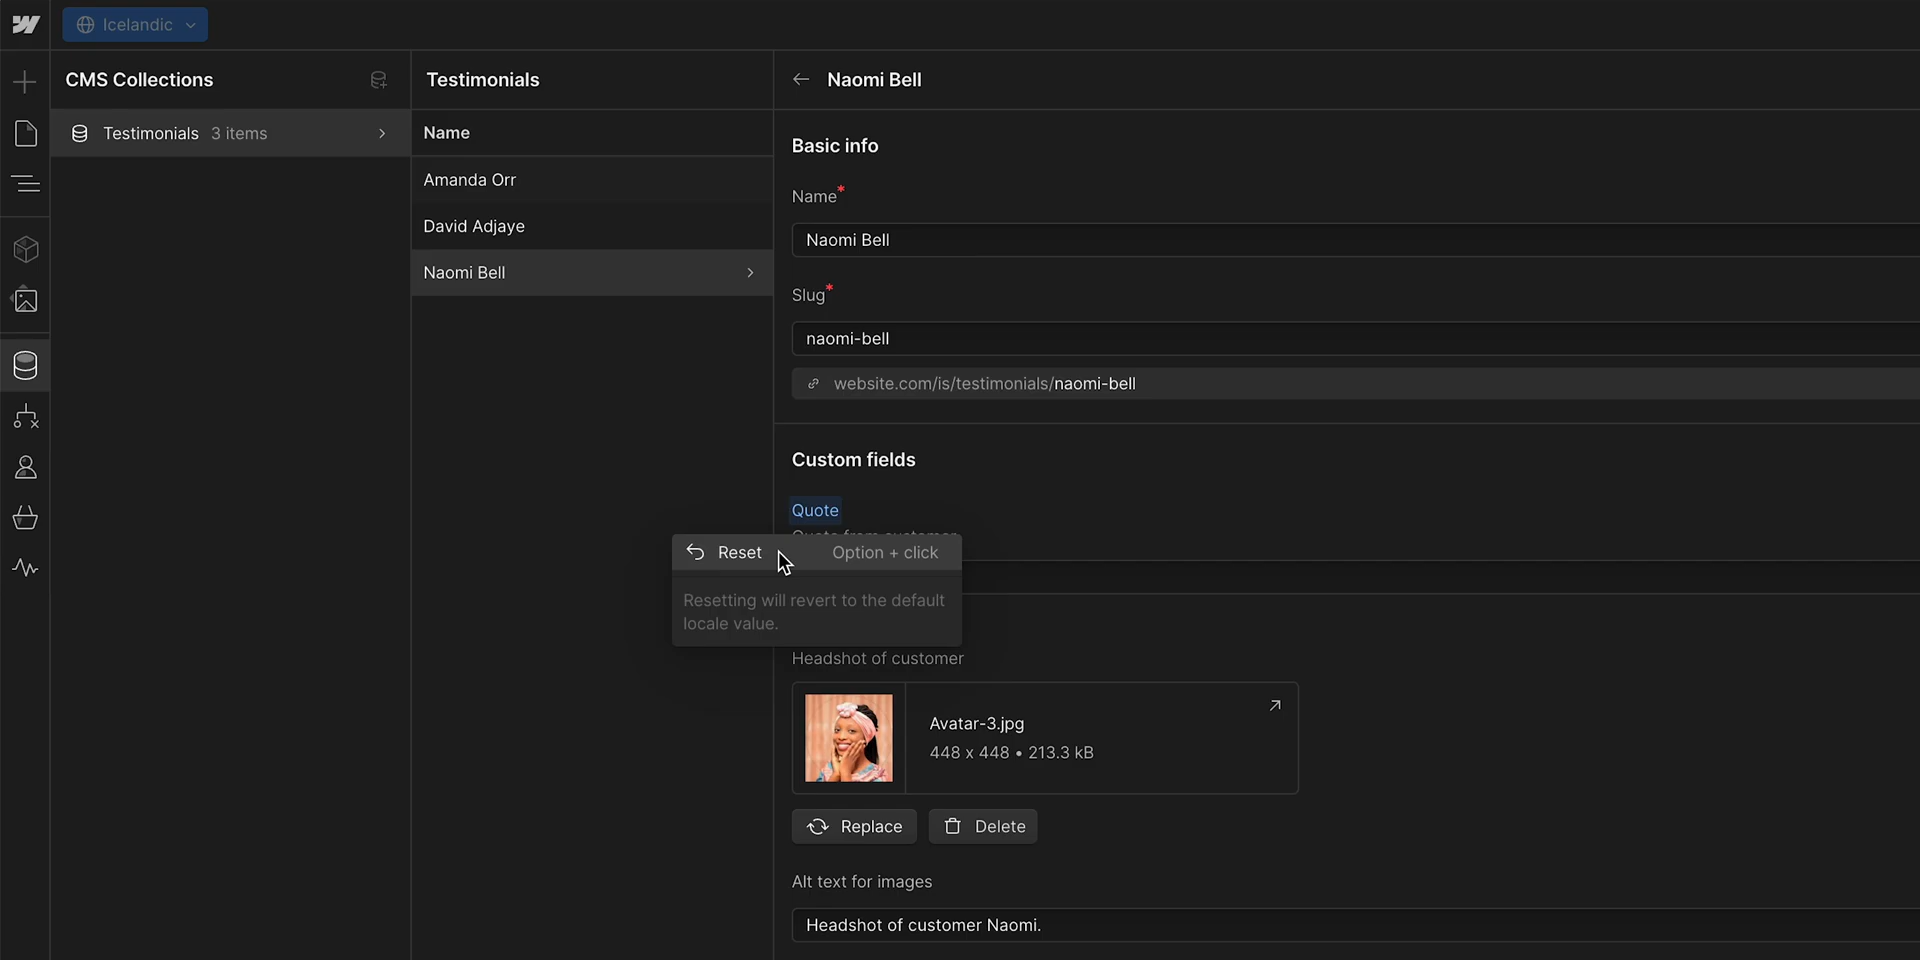 Icelandic
CMS Collections
Testimonials 3 items
Testimonials
Name
Amanda Orr
David Adjaye
Naomi Bell
Naomi Bell
Basic info
Name*
Naomi Bell
Slug*
naomi-bell
website.com/is/testimonials/naomi-bell
Custom fields
Quote
Quote from customer
Reset Option + click
Resetting will revert to the default
locale value.
Headshot of customer
Avatar-3.jpg
448 x 448 • 213.3 kB
Replace
Delete
Alt text for images
Headshot of customer Naomi.